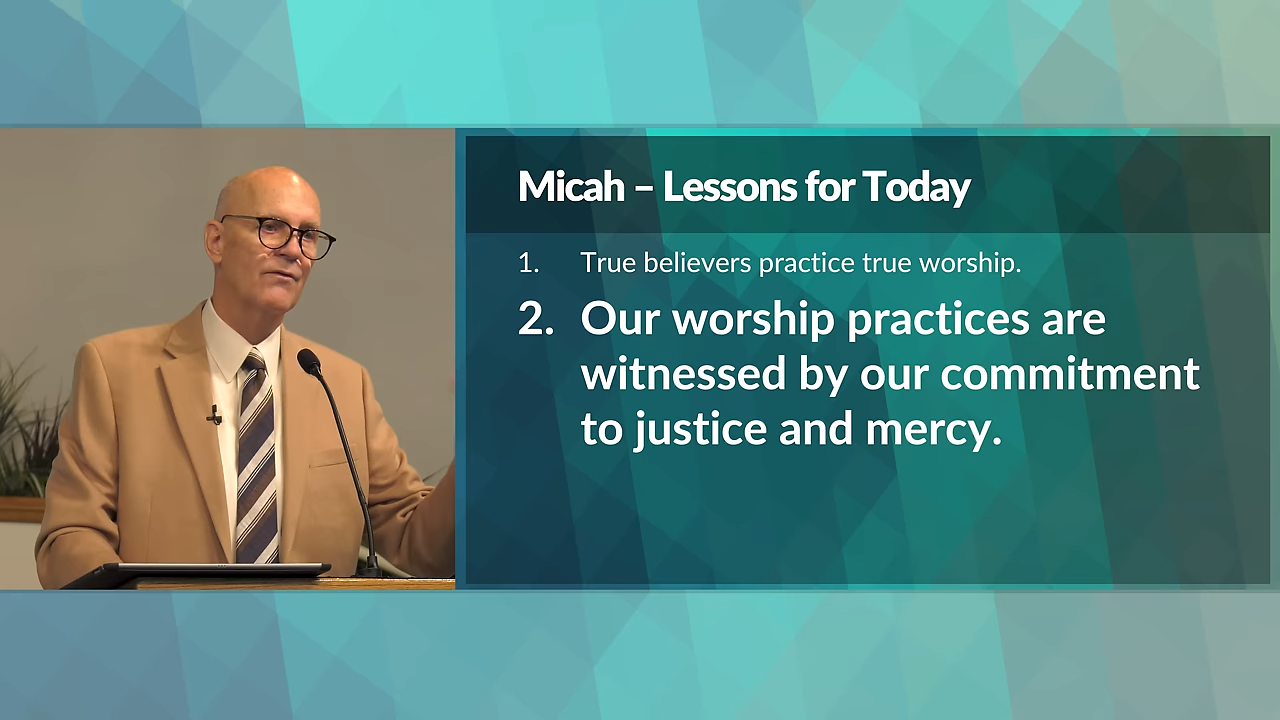 Micah – Lessons for Today
1. True believers practice true worship.
2. Our worship practices are
witnessed by our commitment
to justice and mercy.